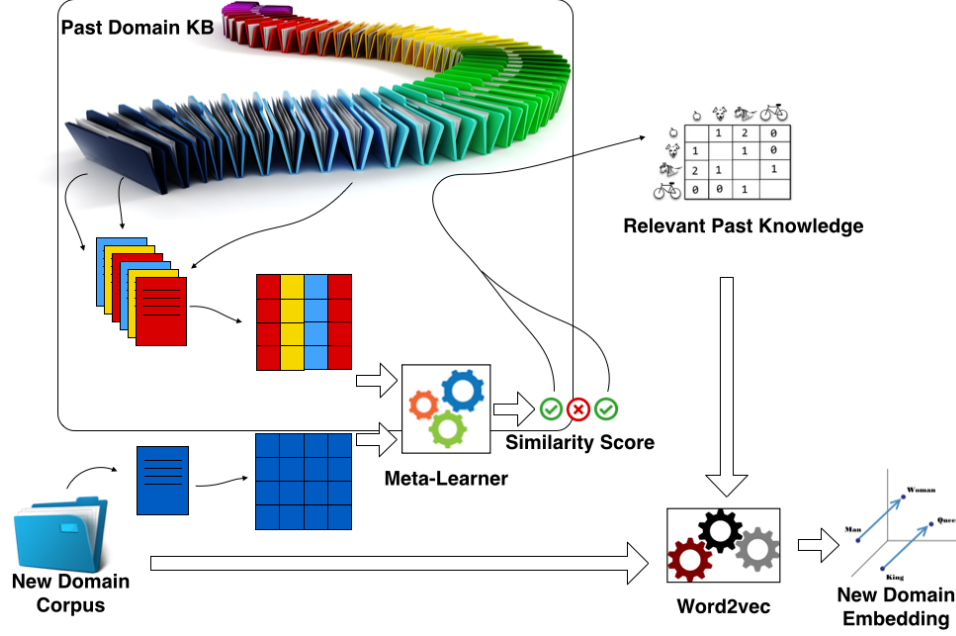 Past Domain KB
1 2 0
1 1 0
2 1 1
0 0 1
Relevant Past Knowledge
Similarity Score
Meta-Learner
New Domain
Corpus
Word2vec
Woman
Man
Quee
King
New Domain
Embedding